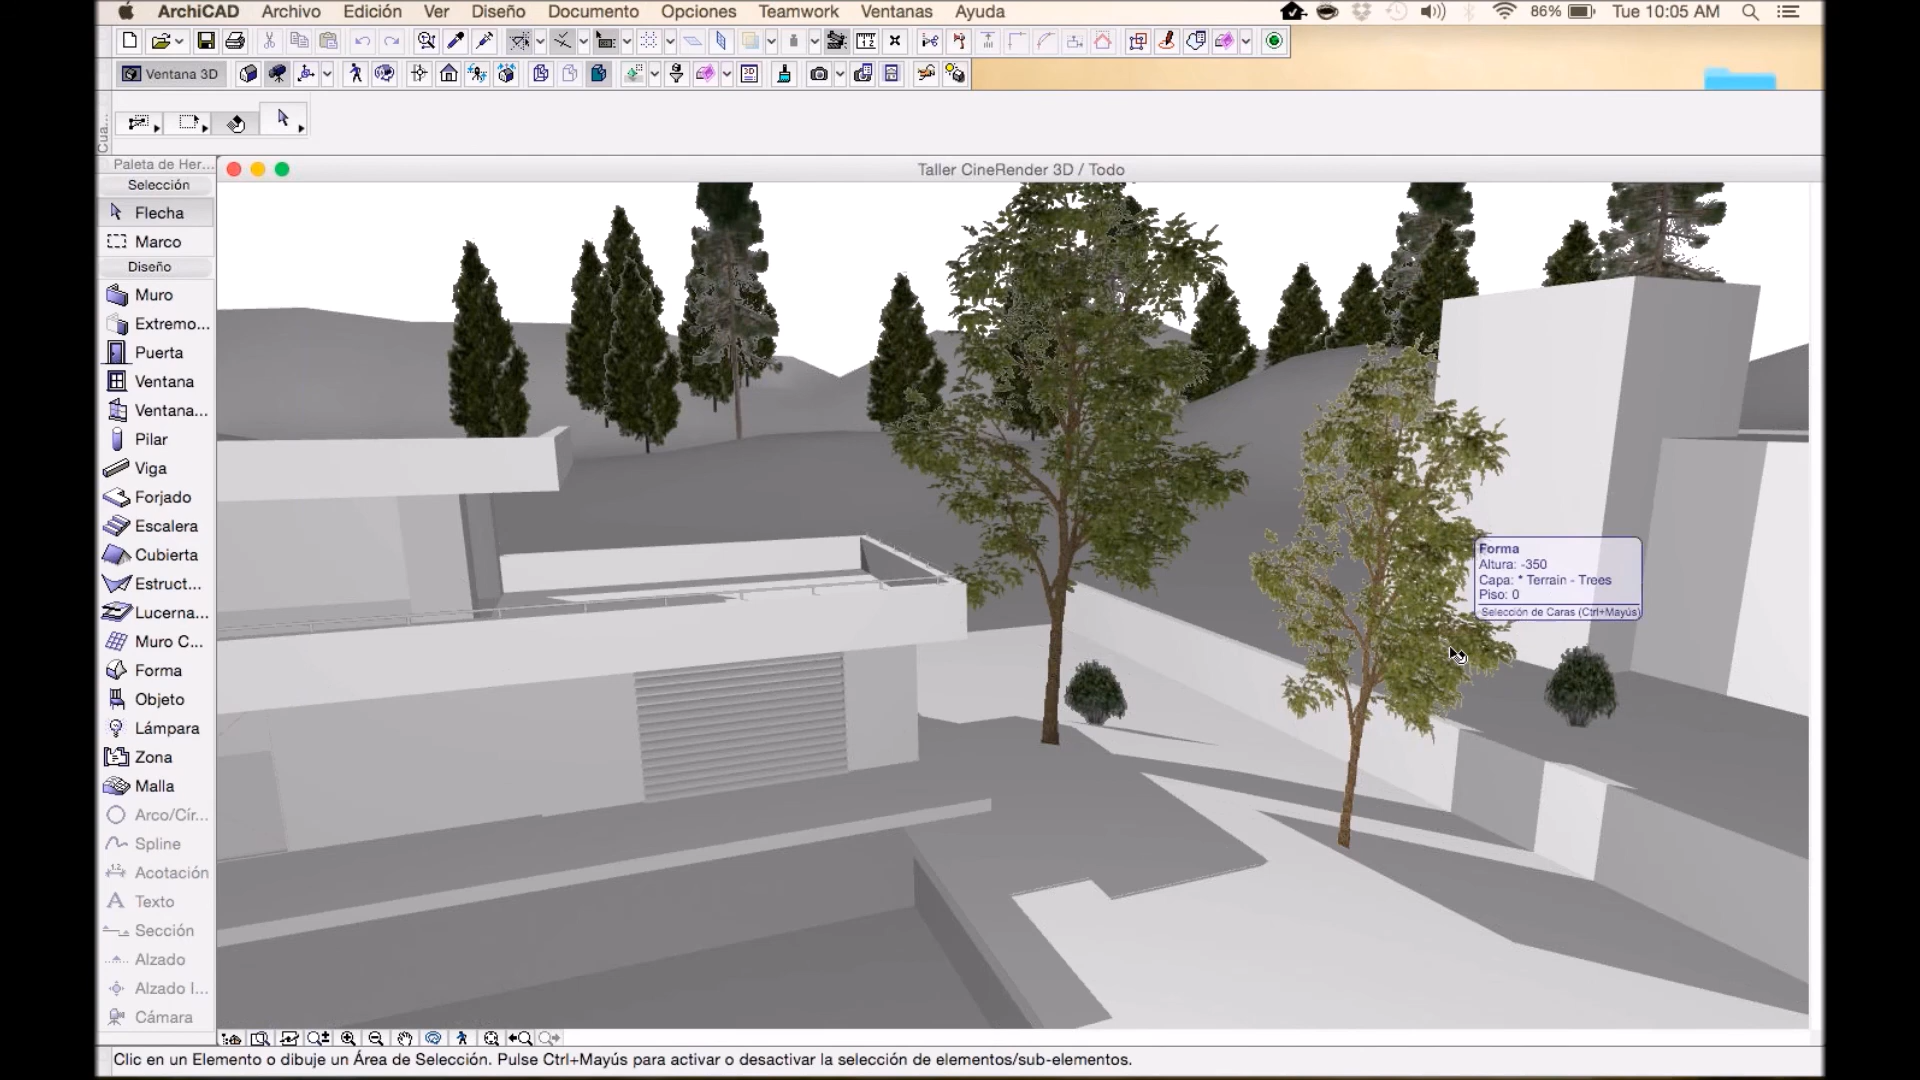 ArchiCAD Archivo Edición Ver Diseño Documento Opciones Teamwork Ventanas Ayuda 86% Tue 10:05 AM
Ventana 3D
Cua...
Paleta de Her...
Taller CineRender 3D / Todo
Selección
Flecha
Marco
Diseño
Muro
Extremo...
Puerta
Ventana
Ventana...
Pilar
Viga
Forjado
Escalera
Cubierta
Estruct...
Lucerna...
Muro C...
Forma
Objeto
Lámpara
Zona
Malla
Arco/Cír...
Spline
Acotación
Texto
Sección
Alzado
Alzado I...
Cámara
Forma
Altura: -350
Capa: * Terrain - Trees
Piso: 0
Selección de Caras (Ctrl+Mayús)
Clic en un Elemento o dibuje un Área de Selección. Pulse Ctrl+Mayús para activar o desactivar la selección de elementos/sub-elementos.